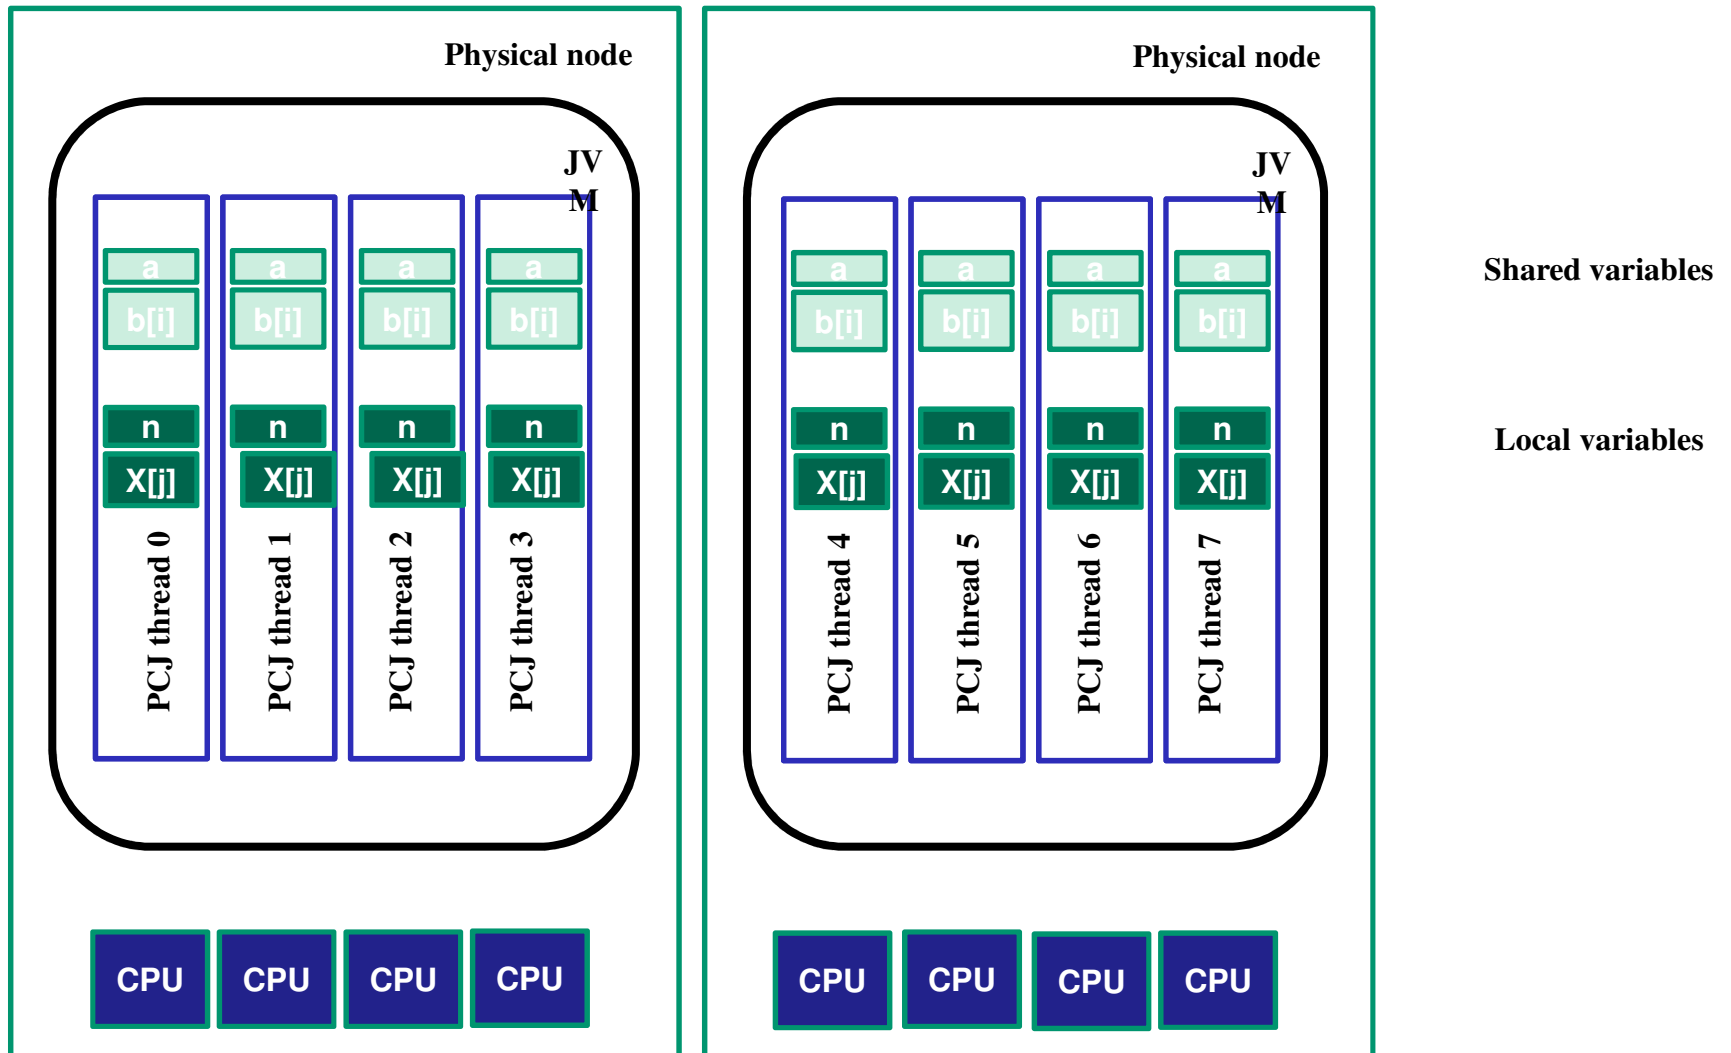 Physical node
JV
M
a
a
a
a
b[i]
b[i]
b[i]
b[i]
n
n
n
n
X[j]
X[j]
X[j]
X[j]
PCJ thread 0
PCJ thread 1
PCJ thread 2
PCJ thread 3
CPU
CPU
CPU
CPU
Physical node
JV
M
a
a
a
a
b[i]
b[i]
b[i]
b[i]
n
n
n
n
X[j]
X[j]
X[j]
X[j]
PCJ thread 4
PCJ thread 5
PCJ thread 6
PCJ thread 7
CPU
CPU
CPU
CPU
Shared variables
Local variables